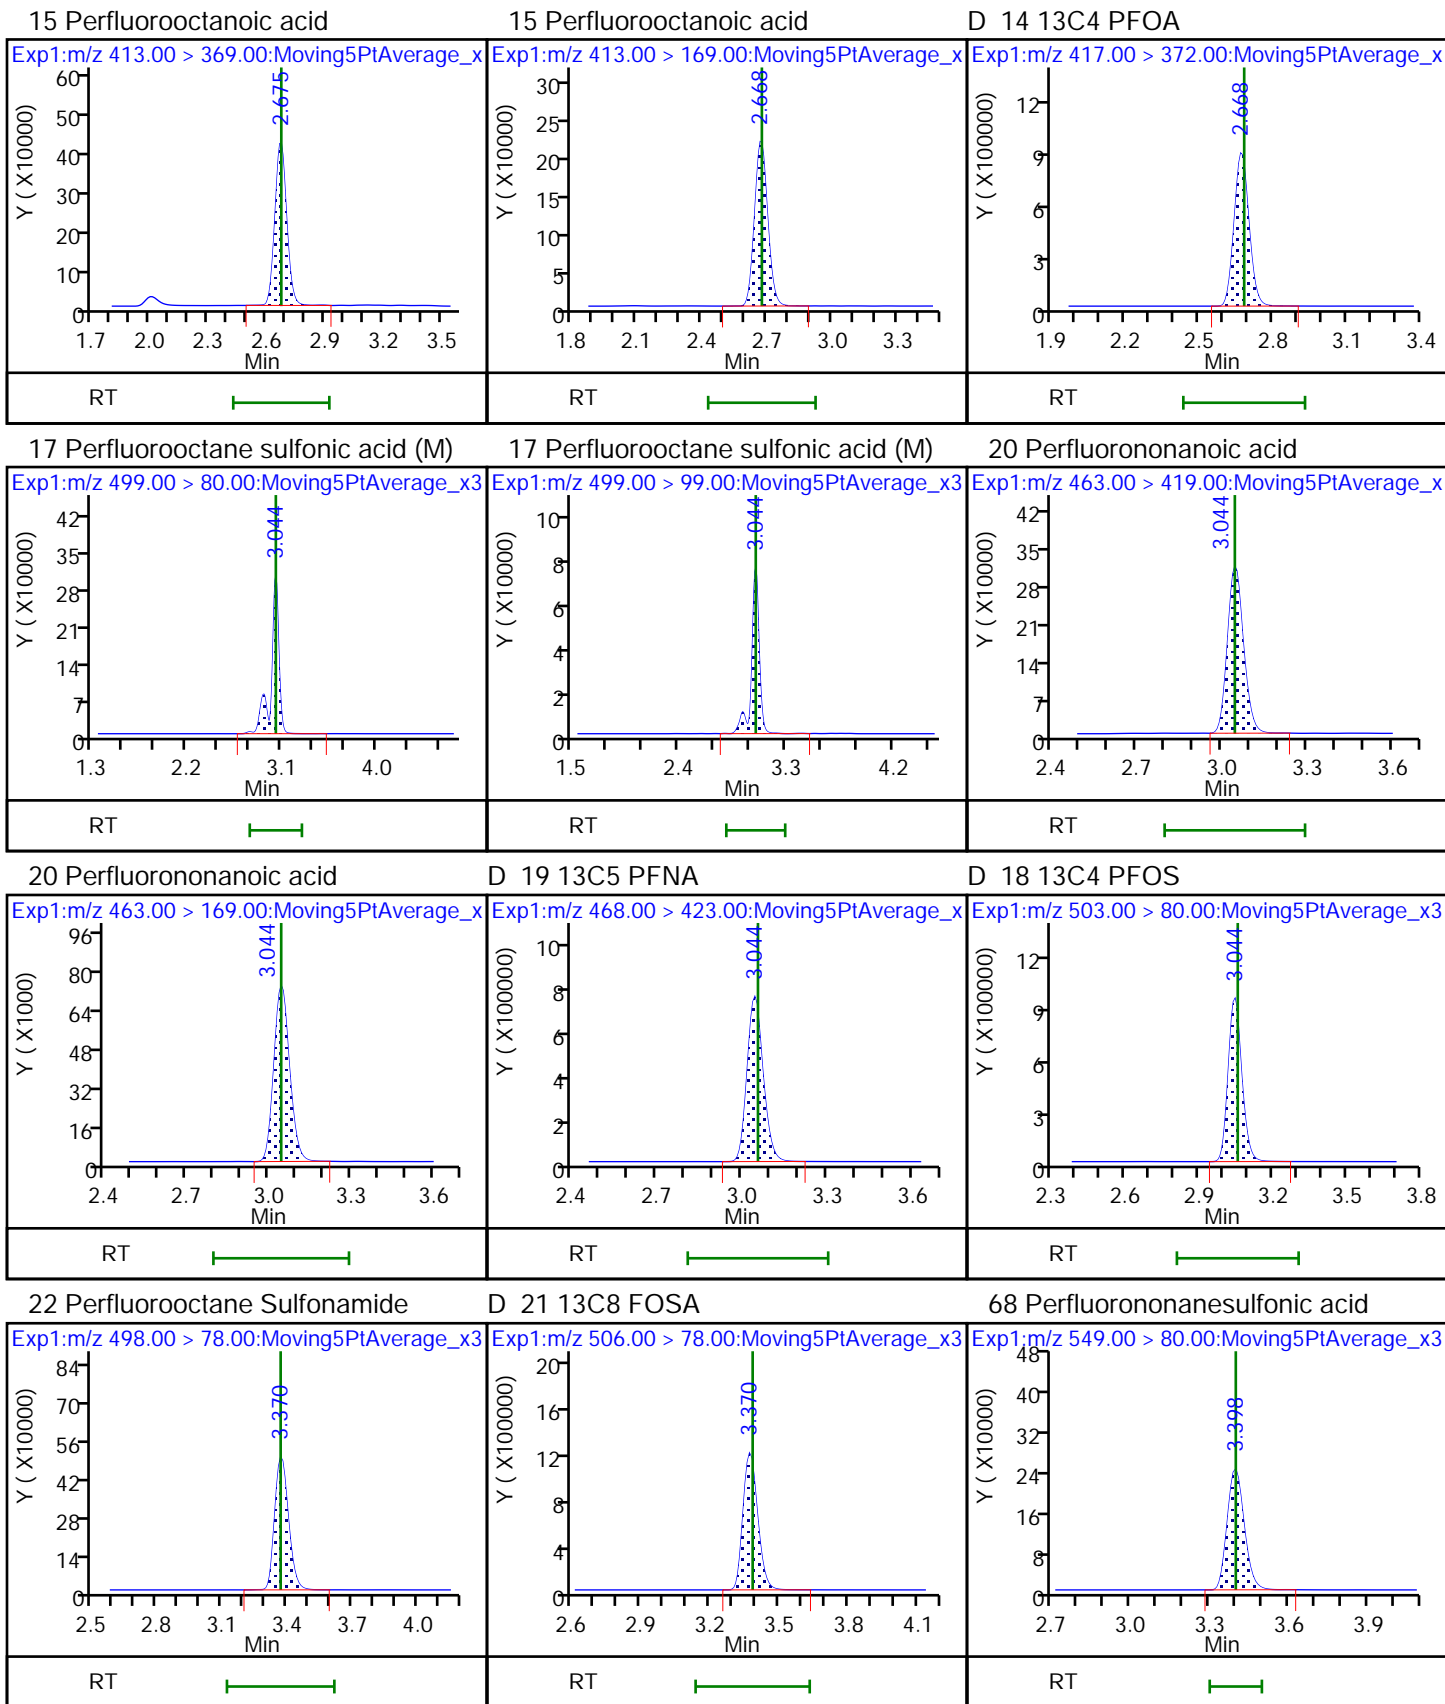 15 Perfluorooctanoic acid
Exp1:m/z 413.00 > 369.00:Moving5PtAverage_x
Y ( X10000)
60
50
40
30
20
10
0
2.675
1.7 2.0 2.3 2.6 2.9 3.2 3.5
Min
RT
15 Perfluorooctanoic acid
Exp1:m/z 413.00 > 169.00:Moving5PtAverage_x
Y ( X10000)
30
25
20
15
10
5
0
2.668
1.8 2.1 2.4 2.7 3.0 3.3
Min
RT
D 14 13C4 PFOA
Exp1:m/z 417.00 > 372.00:Moving5PtAverage_x
Y ( X100000)
12
9
6
3
0
2.668
1.9 2.2 2.5 2.8 3.1 3.4
Min
RT
17 Perfluorooctane sulfonic acid (M)
Exp1:m/z 499.00 > 80.00:Moving5PtAverage_x3
Y ( X10000)
42
35
28
21
14
7
0
3.044
1.3 2.2 3.1 4.0
Min
RT
17 Perfluorooctane sulfonic acid (M)
Exp1:m/z 499.00 > 99.00:Moving5PtAverage_x3
Y ( X10000)
10
8
6
4
2
0
3.044
1.5 2.4 3.3 4.2
Min
RT
20 Perfluorononanoic acid
Exp1:m/z 463.00 > 419.00:Moving5PtAverage_x
Y ( X10000)
42
35
28
21
14
7
0
3.044
2.4 2.7 3.0 3.3 3.6
Min
RT
20 Perfluorononanoic acid
Exp1:m/z 463.00 > 169.00:Moving5PtAverage_x
Y ( X1000)
96
80
64
48
32
16
0
3.044
2.4 2.7 3.0 3.3 3.6
Min
RT
D 19 13C5 PFNA
Exp1:m/z 468.00 > 423.00:Moving5PtAverage_x
Y ( X100000)
10
8
6
4
2
0
3.044
2.4 2.7 3.0 3.3 3.6
Min
RT
D 18 13C4 PFOS
Exp1:m/z 503.00 > 80.00:Moving5PtAverage_x3
Y ( X100000)
12
9
6
3
0
3.044
2.3 2.6 2.9 3.2 3.5 3.8
Min
RT
22 Perfluorooctane Sulfonamide
Exp1:m/z 498.00 > 78.00:Moving5PtAverage_x3
Y ( X10000)
84
70
56
42
28
14
0
3.370
2.5 2.8 3.1 3.4 3.7 4.0
Min
RT
D 21 13C8 FOSA
Exp1:m/z 506.00 > 78.00:Moving5PtAverage_x3
Y ( X100000)
20
16
12
8
4
0
3.370
2.6 2.9 3.2 3.5 3.8 4.1
Min
RT
68 Perfluorononanesulfonic acid
Exp1:m/z 549.00 > 80.00:Moving5PtAverage_x3
Y ( X10000)
48
40
32
24
16
8
0
3.398
2.7 3.0 3.3 3.6 3.9
Min
RT